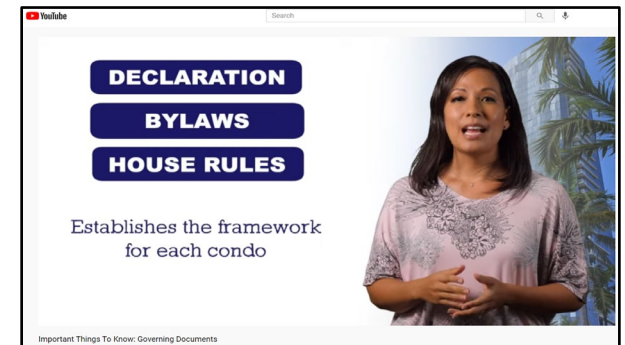 YouTube
Search
DECLARATION
BYLAWS
HOUSE RULES
Establishes the framework
for each condo
Important Things To Know: Governing Documents